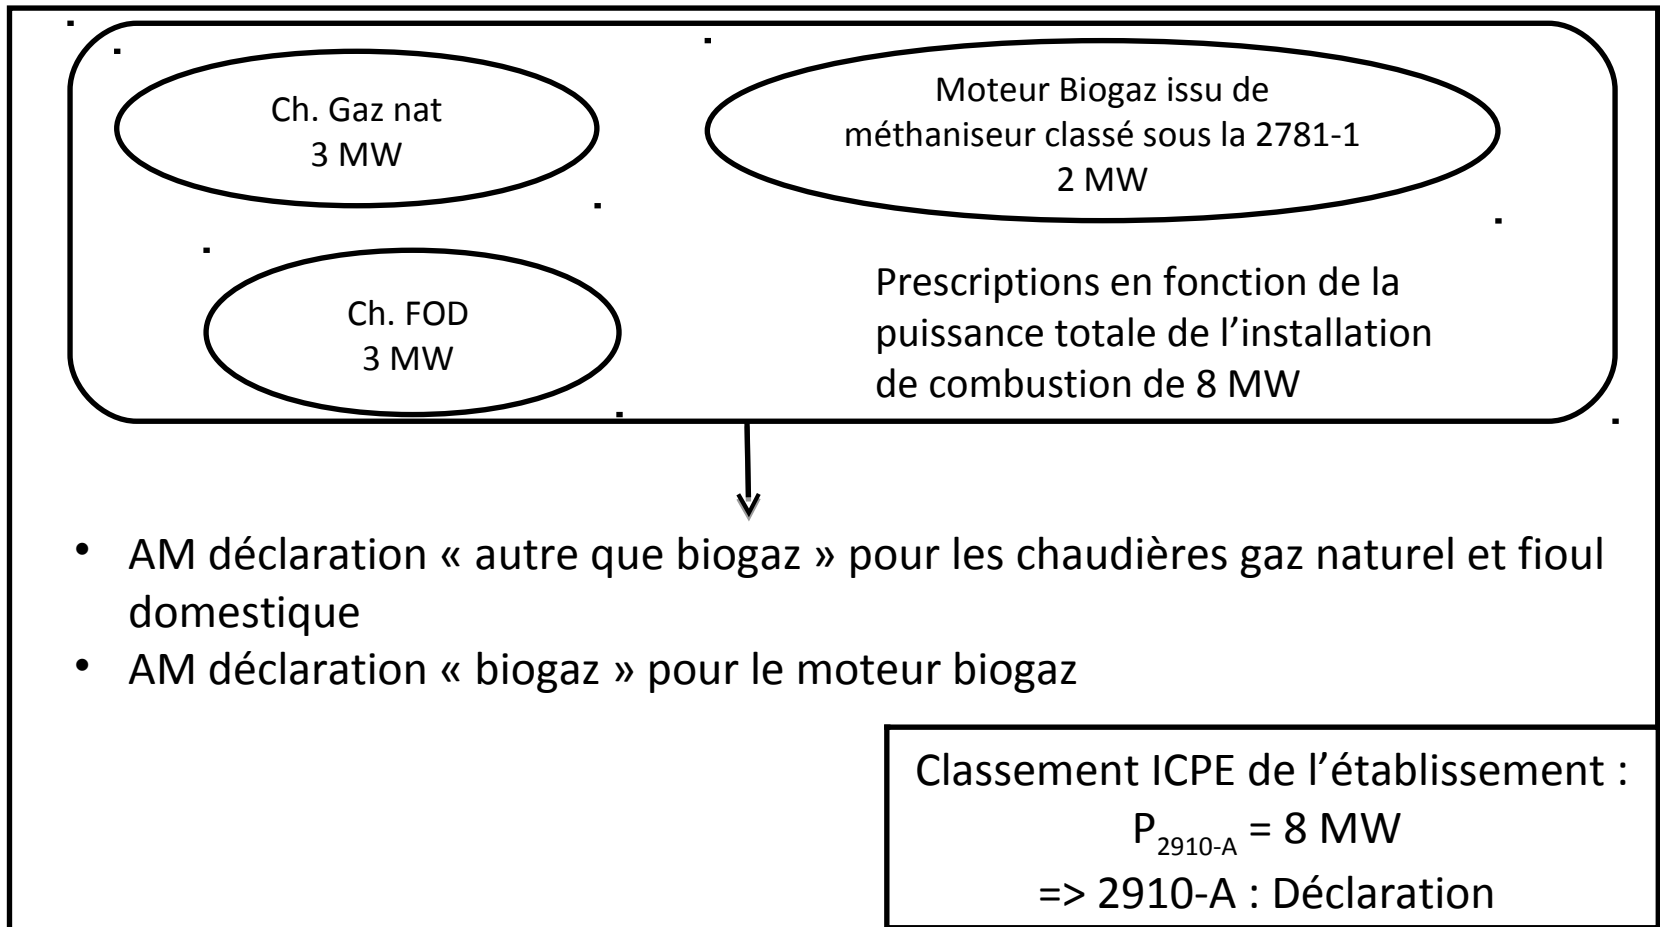 Ch. Gaz nat
3 MW
Moteur Biogaz issu de
méthaniseur classé sous la 2781-1
2 MW
Ch. FOD
3 MW
Prescriptions en fonction de la
puissance totale de l’installation
de combustion de 8 MW
• AM déclaration « autre que biogaz » pour les chaudières gaz naturel et fioul
domestique
• AM déclaration « biogaz » pour le moteur biogaz
Classement ICPE de l’établissement :
P2910-A = 8 MW
=> 2910-A : Déclaration